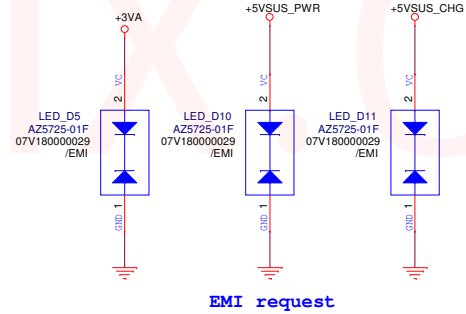 +3VA
+5VSUS_PWR
+5VSUS_CHG
VC
VC
VC
2
2
2
LED_D5
AZ5725-01F
07V180000029
/EMI
LED_D10
AZ5725-01F
07V180000029
/EMI
LED_D11
AZ5725-01F
07V180000029
/EMI
1
1
1
GND
GND
GND
EMI request